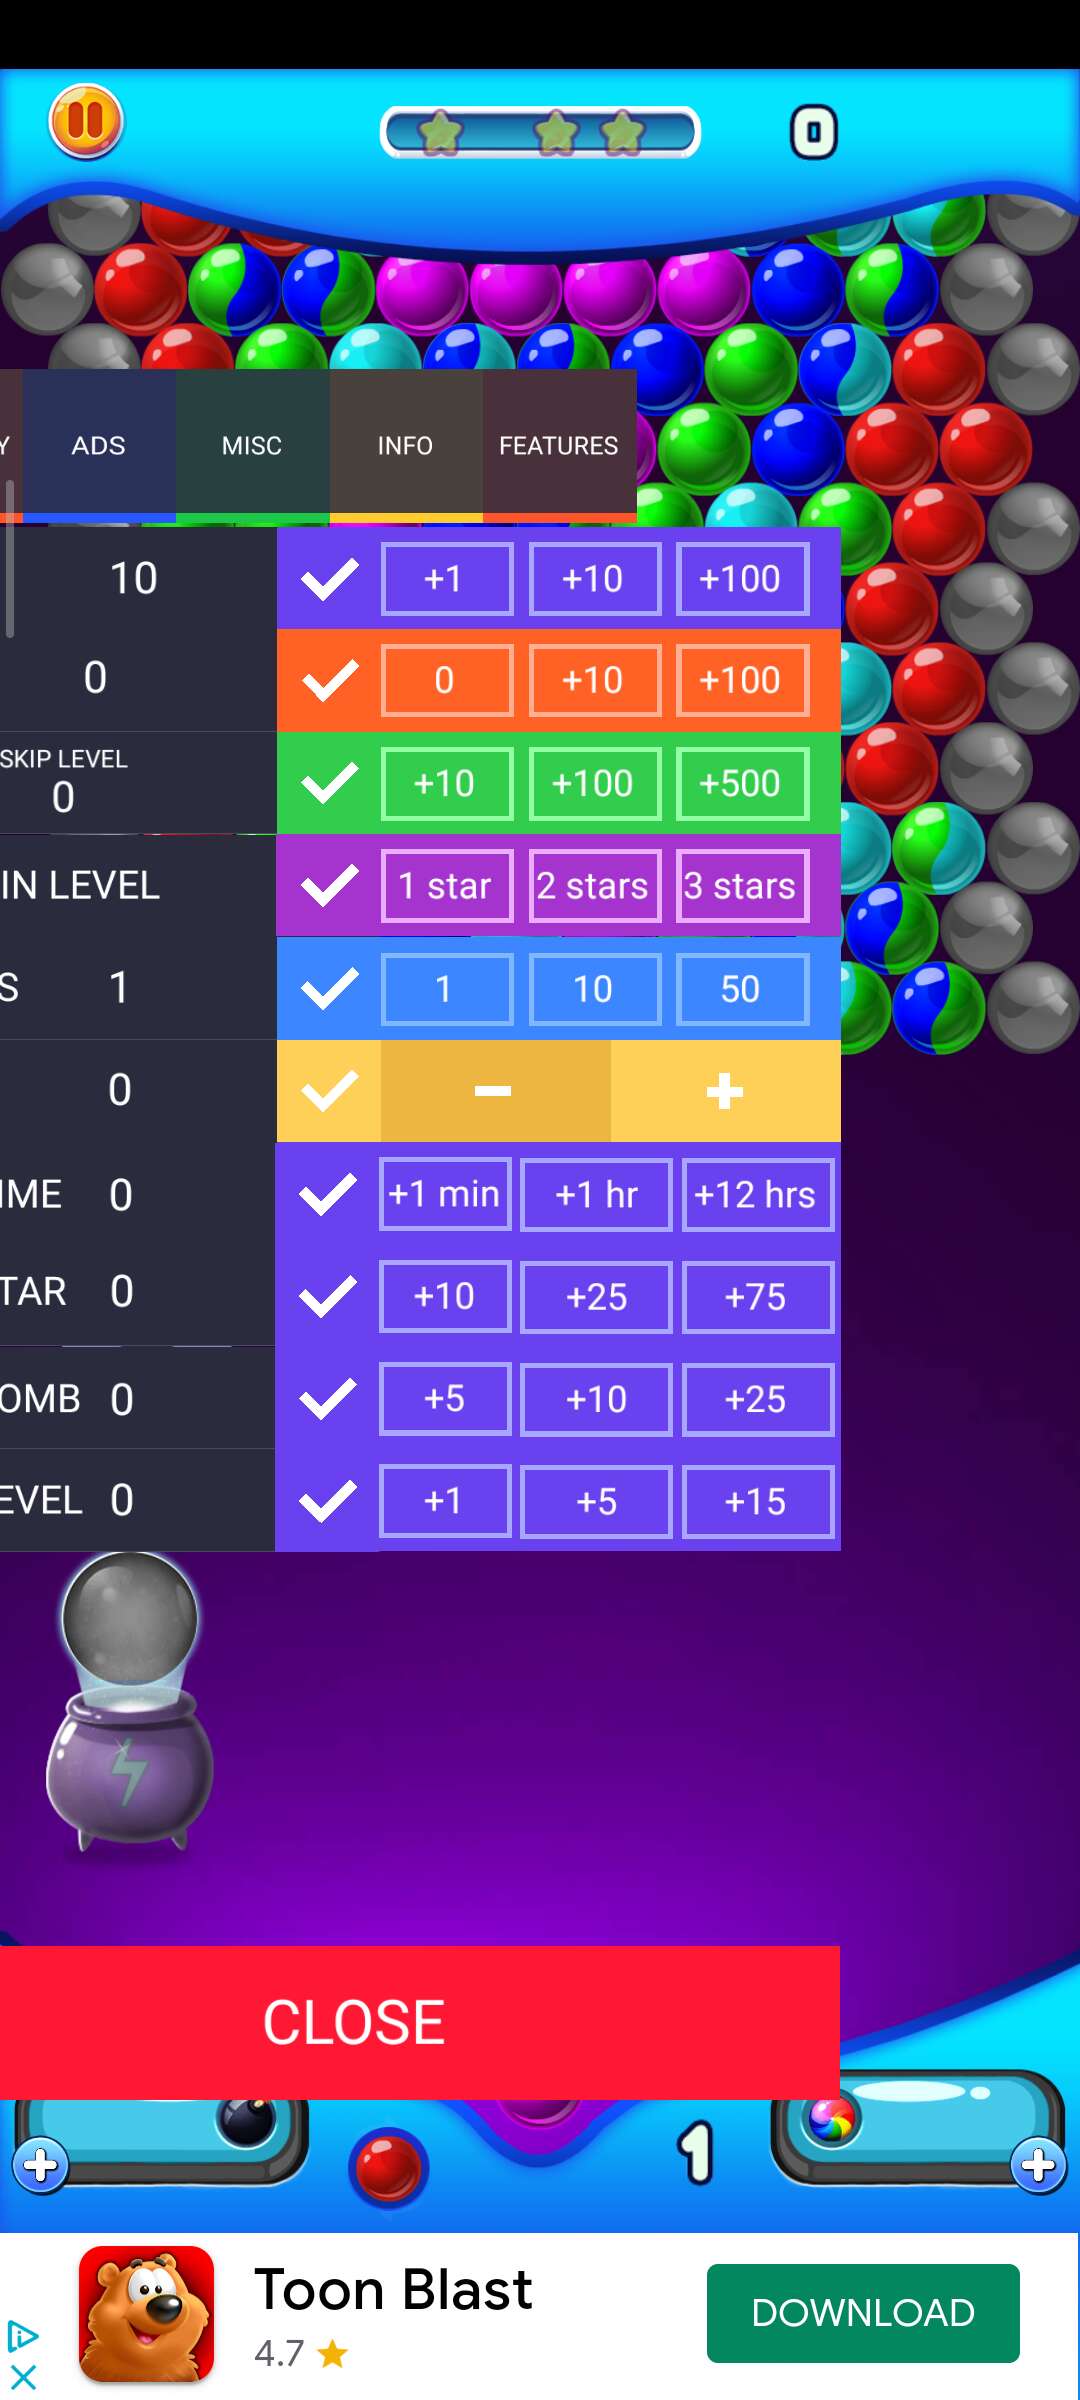 0
Y ADS MISC INFO FEATURES
10 +1 +10 +100
0 0 +10 +100
SKIP LEVEL
0 +10 +100 +500
IN LEVEL 1 star 2 stars 3 stars
S 1 1 10 50
0 - +
IME 0 +1 min +1 hr +12 hrs
TAR 0 +10 +25 +75
OMB 0 +5 +10 +25
EVEL 0 +1 +5 +15
CLOSE
1
Toon Blast
4.7
DOWNLOAD